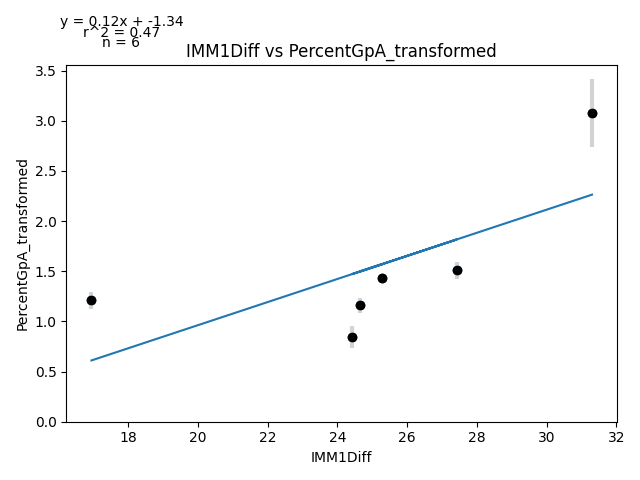 y = 0.12x + -1.34
r^2 = 0.47
n = 6
IMM1Diff vs PercentGpA_transformed
PercentGpA_transformed
3.5
3.0
2.5
2.0
1.5
1.0
0.5
0.0
18 20 22 24 26 28 30 32
IMM1Diff